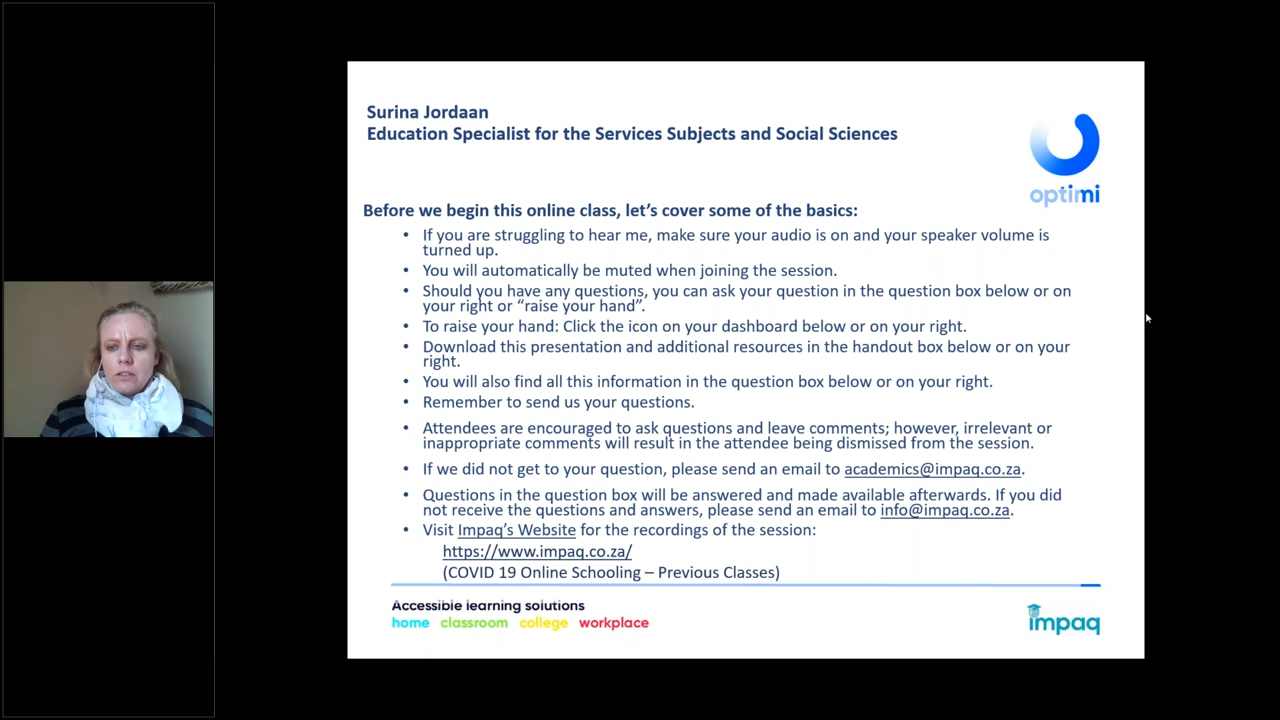 Surina Jordaan
Education Specialist for the Services Subjects and Social Sciences
optimi
Before we begin this online class, let’s cover some of the basics:
• If you are struggling to hear me, make sure your audio is on and your speaker volume is
turned up.
• You will automatically be muted when joining the session.
• Should you have any questions, you can ask your question in the question box below or on
your right or “raise your hand”.
• To raise your hand: Click the icon on your dashboard below or on your right.
• Download this presentation and additional resources in the handout box below or on your
right.
• You will also find all this information in the question box below or on your right.
• Remember to send us your questions.
• Attendees are encouraged to ask questions and leave comments; however, irrelevant or
inappropriate comments will result in the attendee being dismissed from the session.
• If we did not get to your question, please send an email to academics@impaq.co.za.
• Questions in the question box will be answered and made available afterwards. If you did
not receive the questions and answers, please send an email to info@impaq.co.za.
• Visit Impaq’s Website for the recordings of the session:
https://www.impaq.co.za/
(COVID 19 Online Schooling – Previous Classes)
Accessible learning solutions
home classroom college workplace
impaq